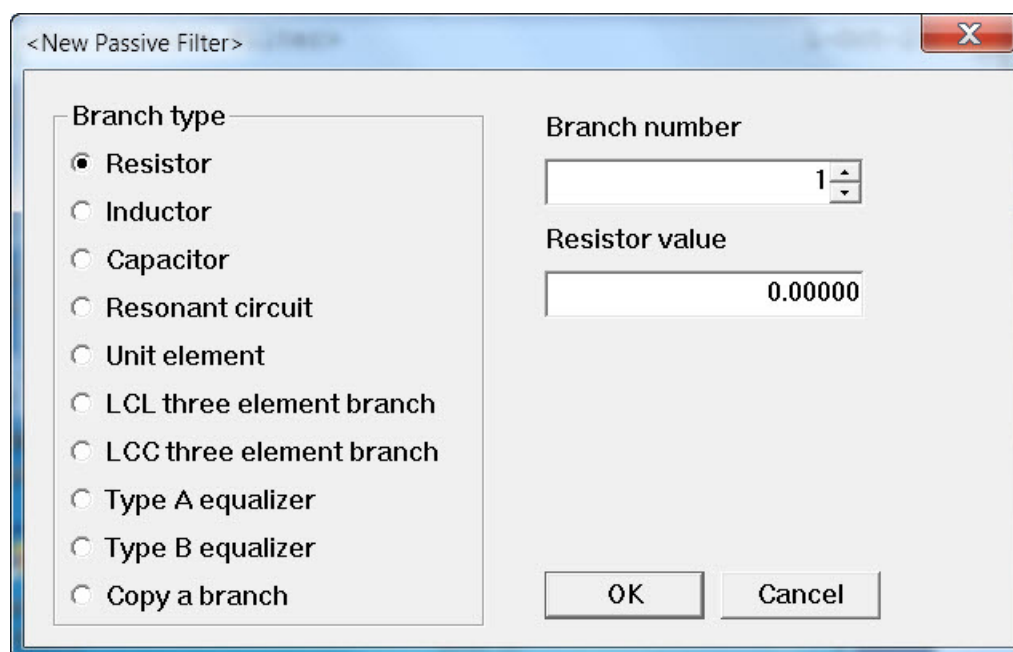 <New Passive Filter>
Branch type
Resistor
Inductor
Capacitor
Resonant circuit
Unit element
LCL three element branch
LCC three element branch
Type A equalizer
Type B equalizer
Copy a branch
Branch number
1
Resistor value
0.00000
OK
Cancel